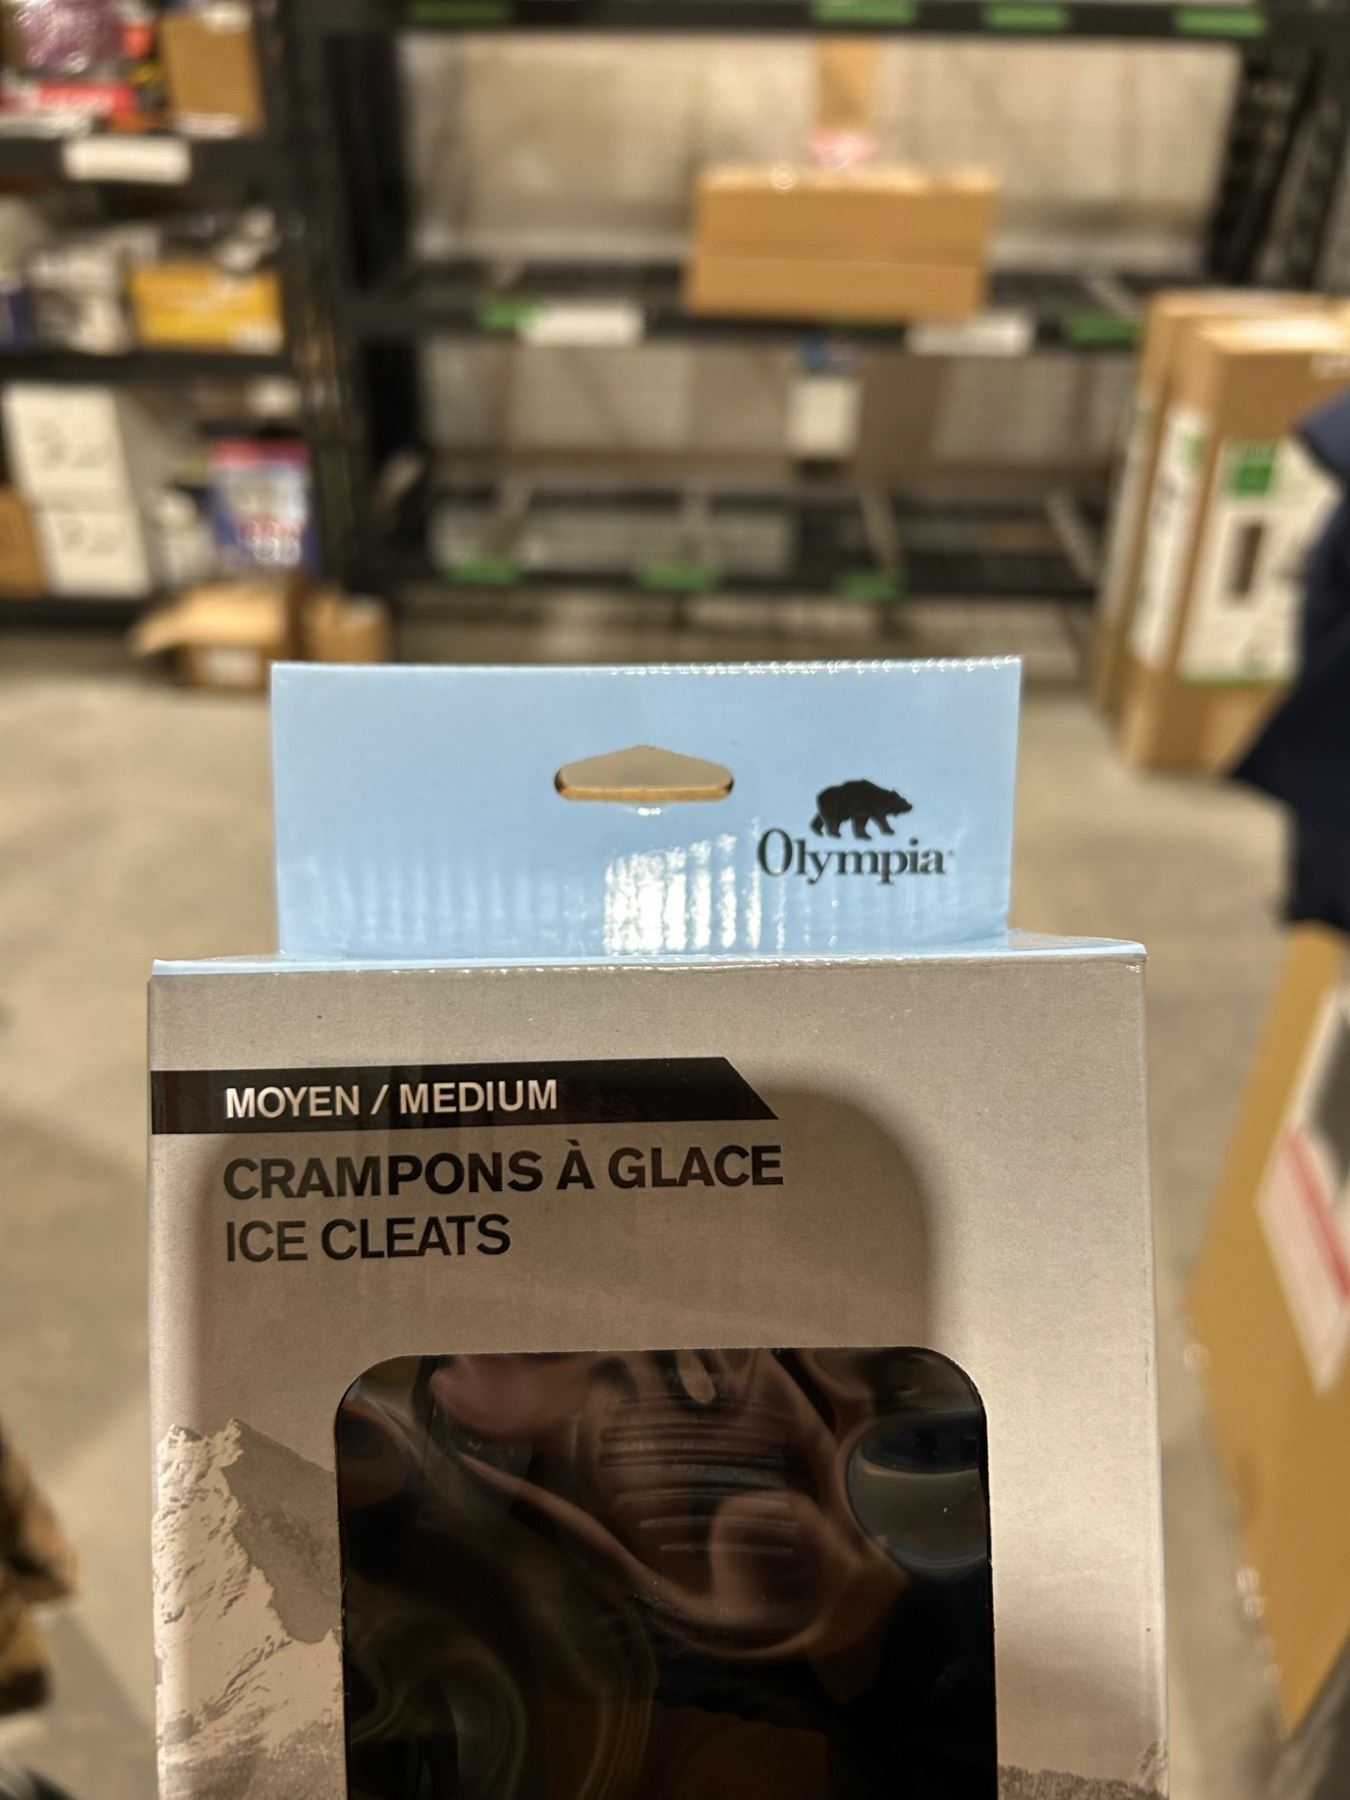 Olympia
MOYEN / MEDIUM
CRAMPONS À GLACE
ICE CLEATS